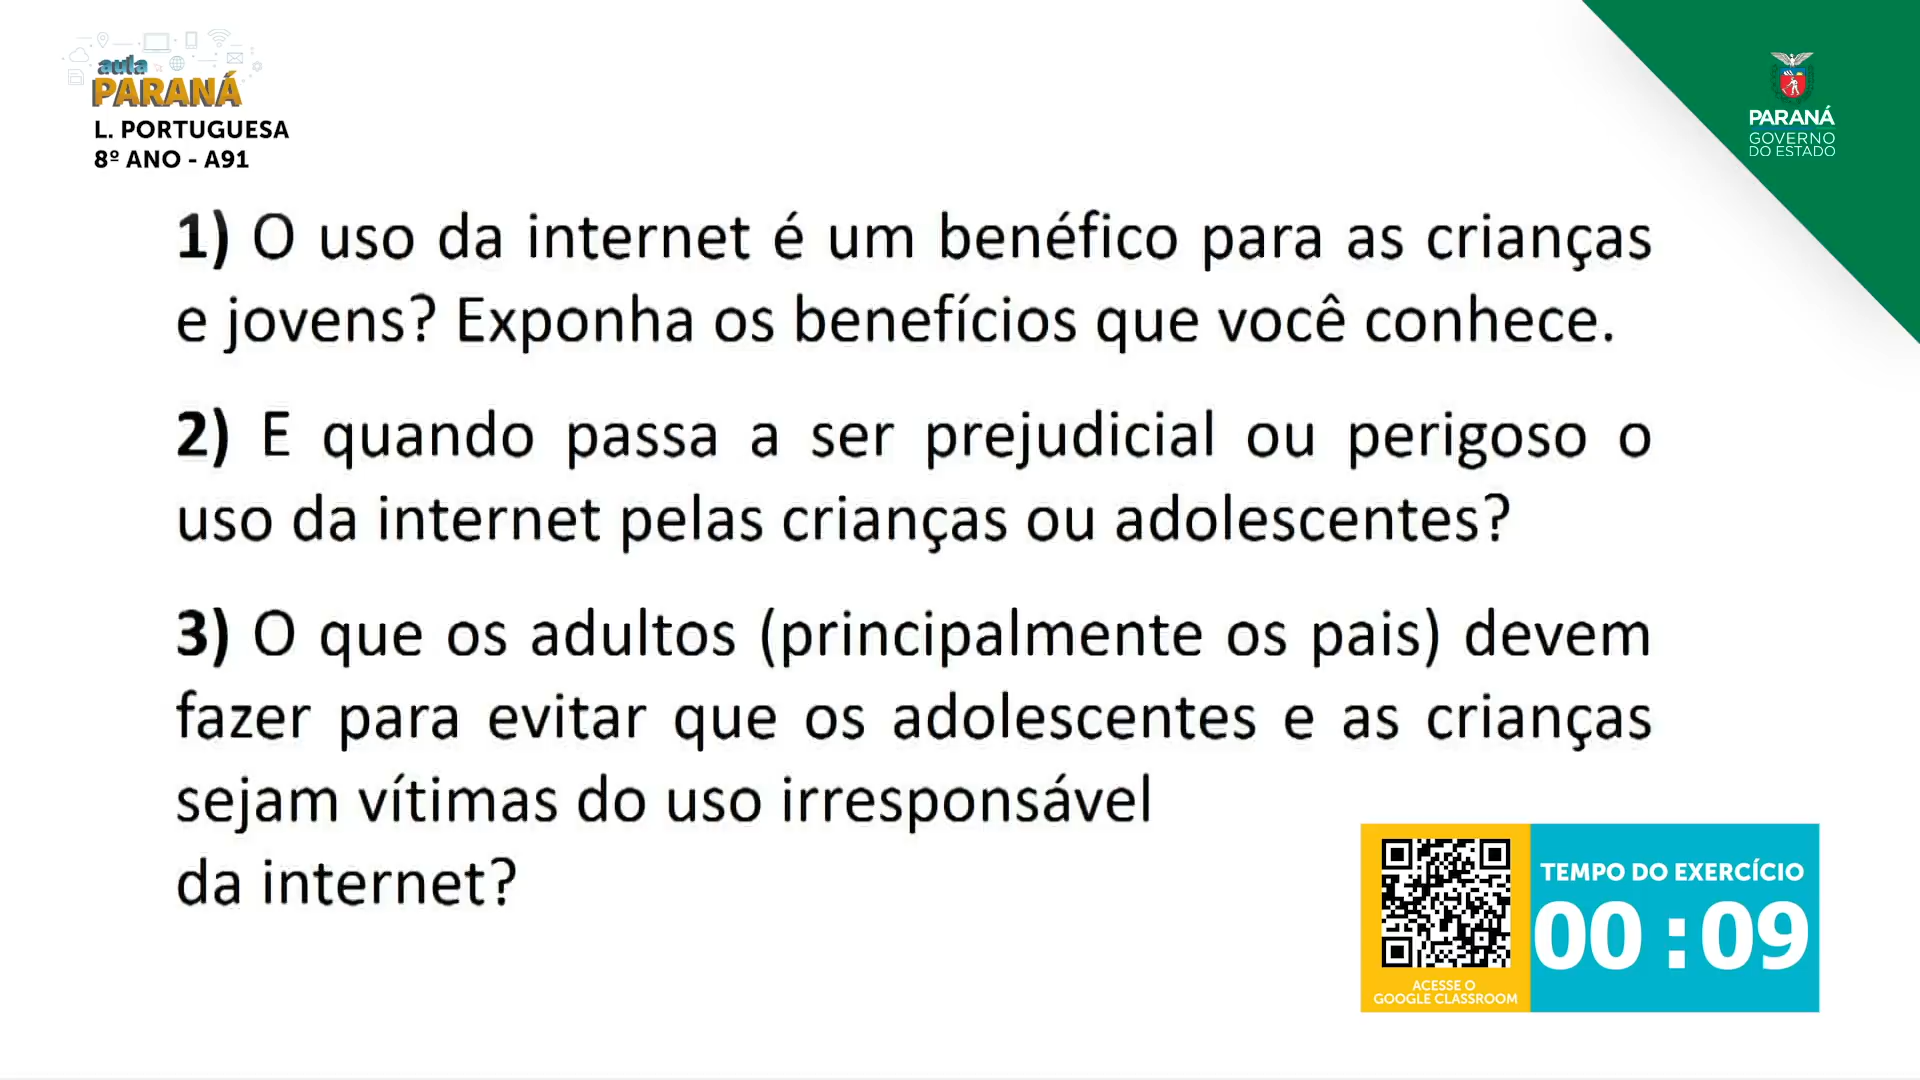 aula
PARANÁ
L. PORTUGUESA
8º ANO - A91
PARANÁ
GOVERNO
DO ESTADO
1) O uso da internet é um benéfico para as crianças
e jovens? Exponha os benefícios que você conhece.
2) E quando passa a ser prejudicial ou perigoso o
uso da internet pelas crianças ou adolescentes?
3) O que os adultos (principalmente os pais) devem
fazer para evitar que os adolescentes e as crianças
sejam vítimas do uso irresponsável
da internet?
TEMPO DO EXERCÍCIO
00 : 09
ACESSE O
GOOGLE CLASSROOM